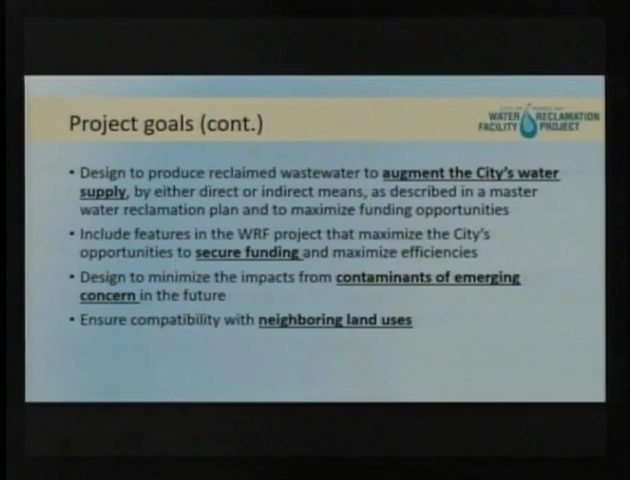 Project goals (cont.)
WATER RECLAMATION
FACILITY PROJECT
• Design to produce reclaimed wastewater to augment the City's water
supply, by either direct or indirect means, as described in a master
water reclamation plan and to maximize funding opportunities
• Include features in the WRF project that maximize the City's
opportunities to secure funding and maximize efficiencies
• Design to minimize the impacts from contaminants of emerging
concern in the future
• Ensure compatibility with neighboring land uses